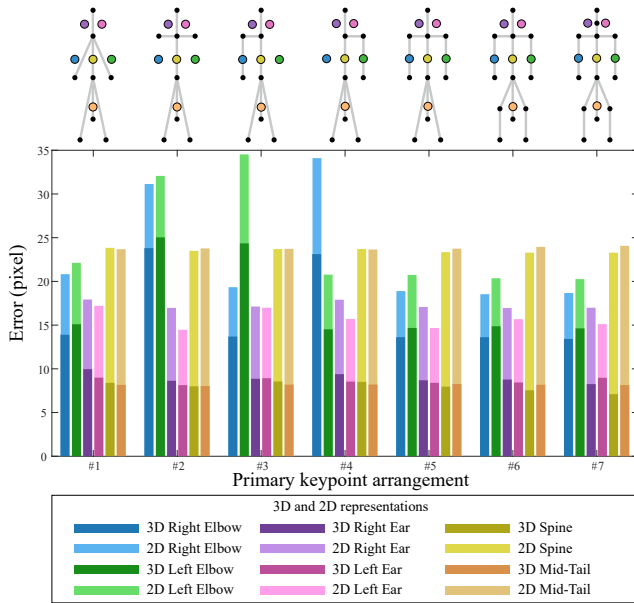 35
30
25
20
15
10
5
0
Error (pixel)
#1 #2 #3 #4 #5 #6 #7
Primary keypoint arrangement
3D and 2D representations
3D Right Elbow 3D Right Ear 3D Spine
2D Right Elbow 2D Right Ear 2D Spine
3D Left Elbow 3D Left Ear 3D Mid-Tail
2D Left Elbow 2D Left Ear 2D Mid-Tail